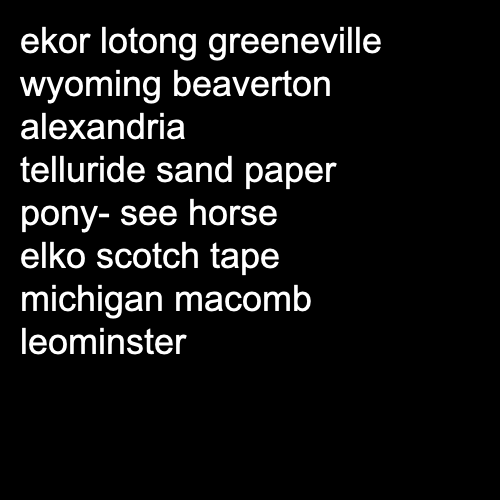 ekor lotong greeneville
wyoming beaverton
alexandria
telluride sand paper
pony- see horse
elko scotch tape
michigan macomb
leominster